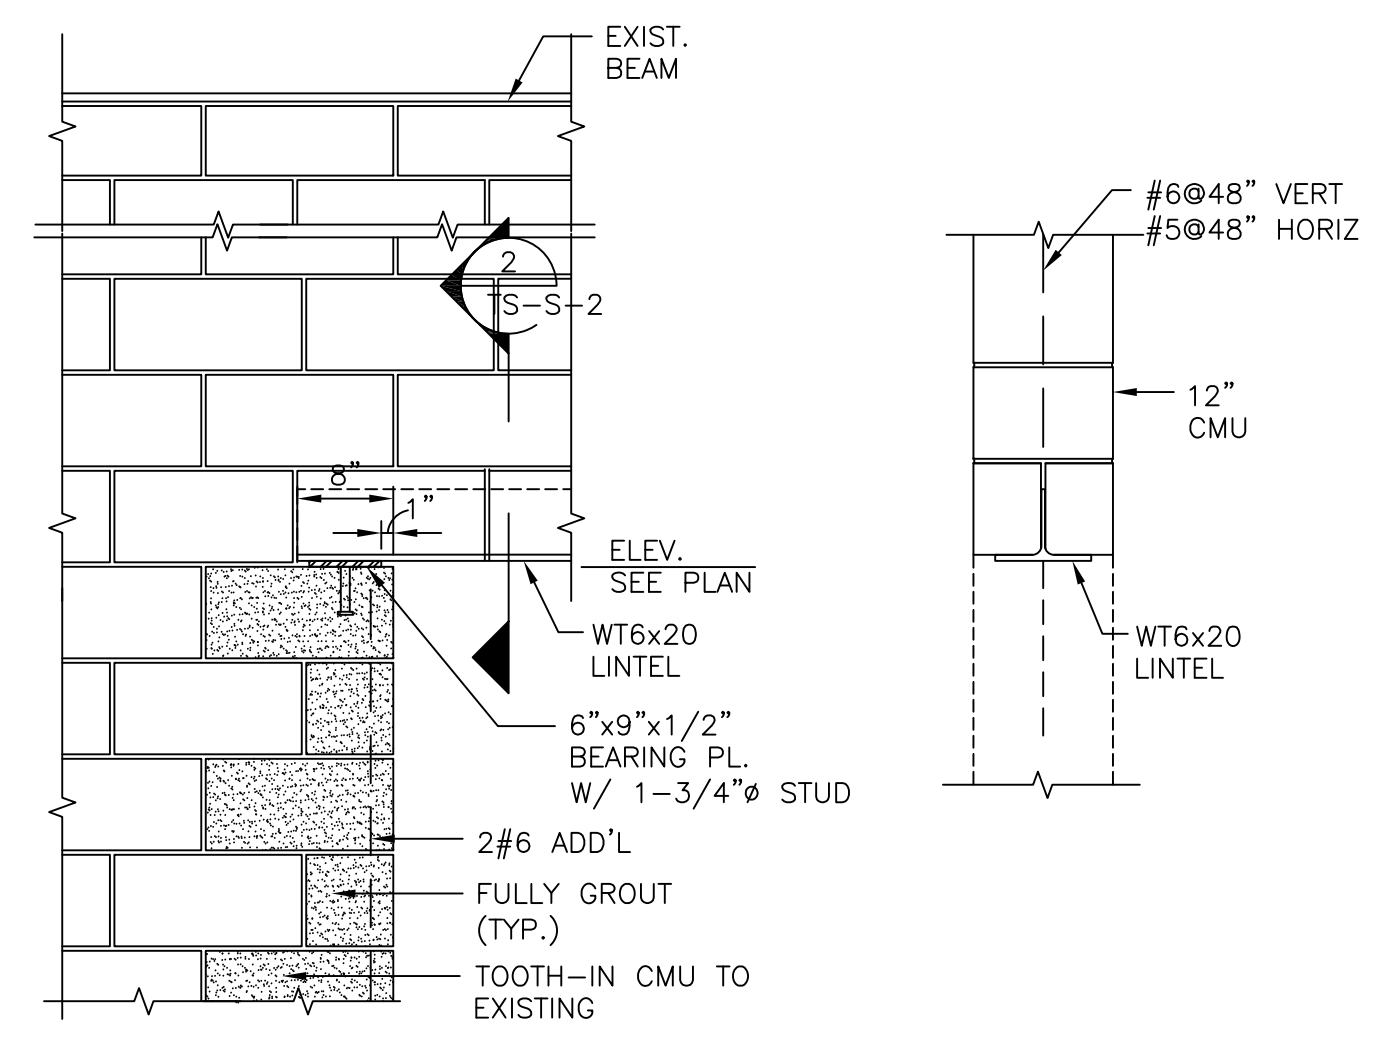 EXIST.
BEAM
#6@48" VERT
#5@48" HORIZ
2
TS-S-2
12"
CMU
8"
1"
ELEV.
SEE PLAN
WT6x20
LINTEL
WT6x20
LINTEL
6"x9"x1/2"
BEARING PL.
W/ 1-3/4"ø STUD
2#6 ADD'L
FULLY GROUT
(TYP.)
TOOTH-IN CMU TO
EXISTING